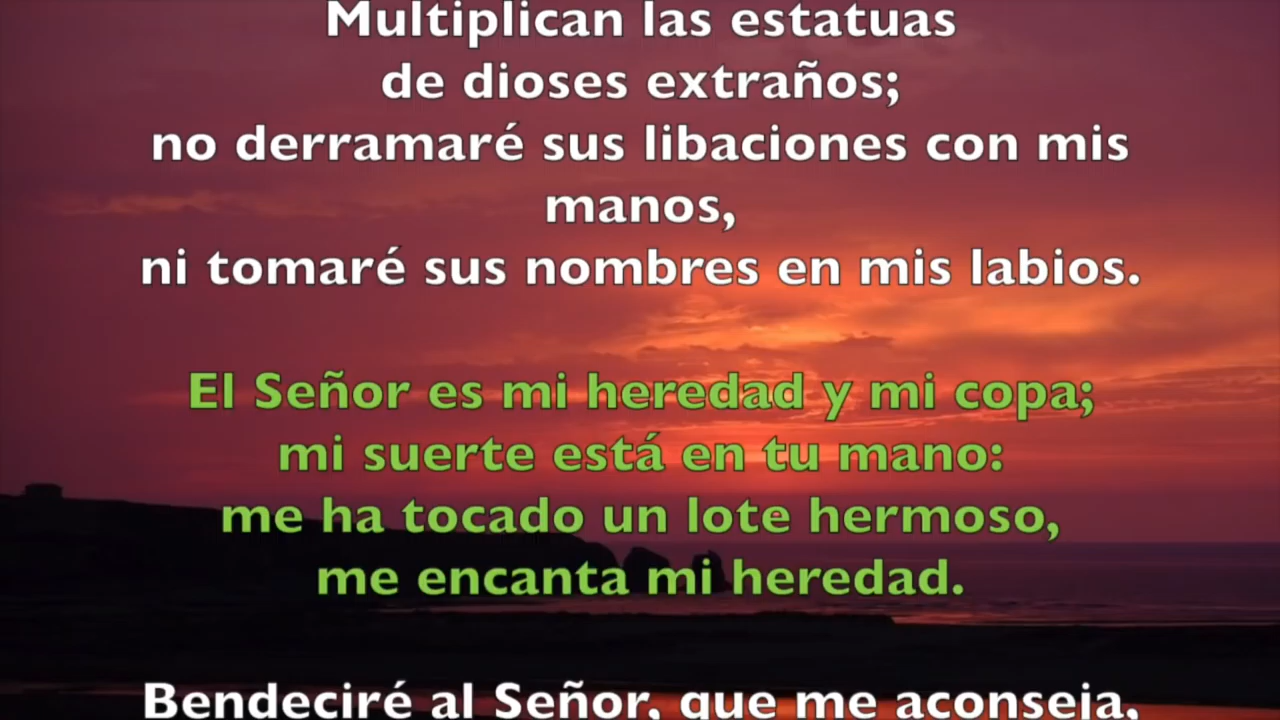 Multiplican las estatuas
de dioses extraños;
no derramaré sus libaciones con mis
manos,
ni tomaré sus nombres en mis labios.
El Señor es mi heredad y mi copa;
mi suerte está en tu mano:
me ha tocado un lote hermoso,
me encanta mi heredad.
Bendeciré al Señor, que me aconseja,